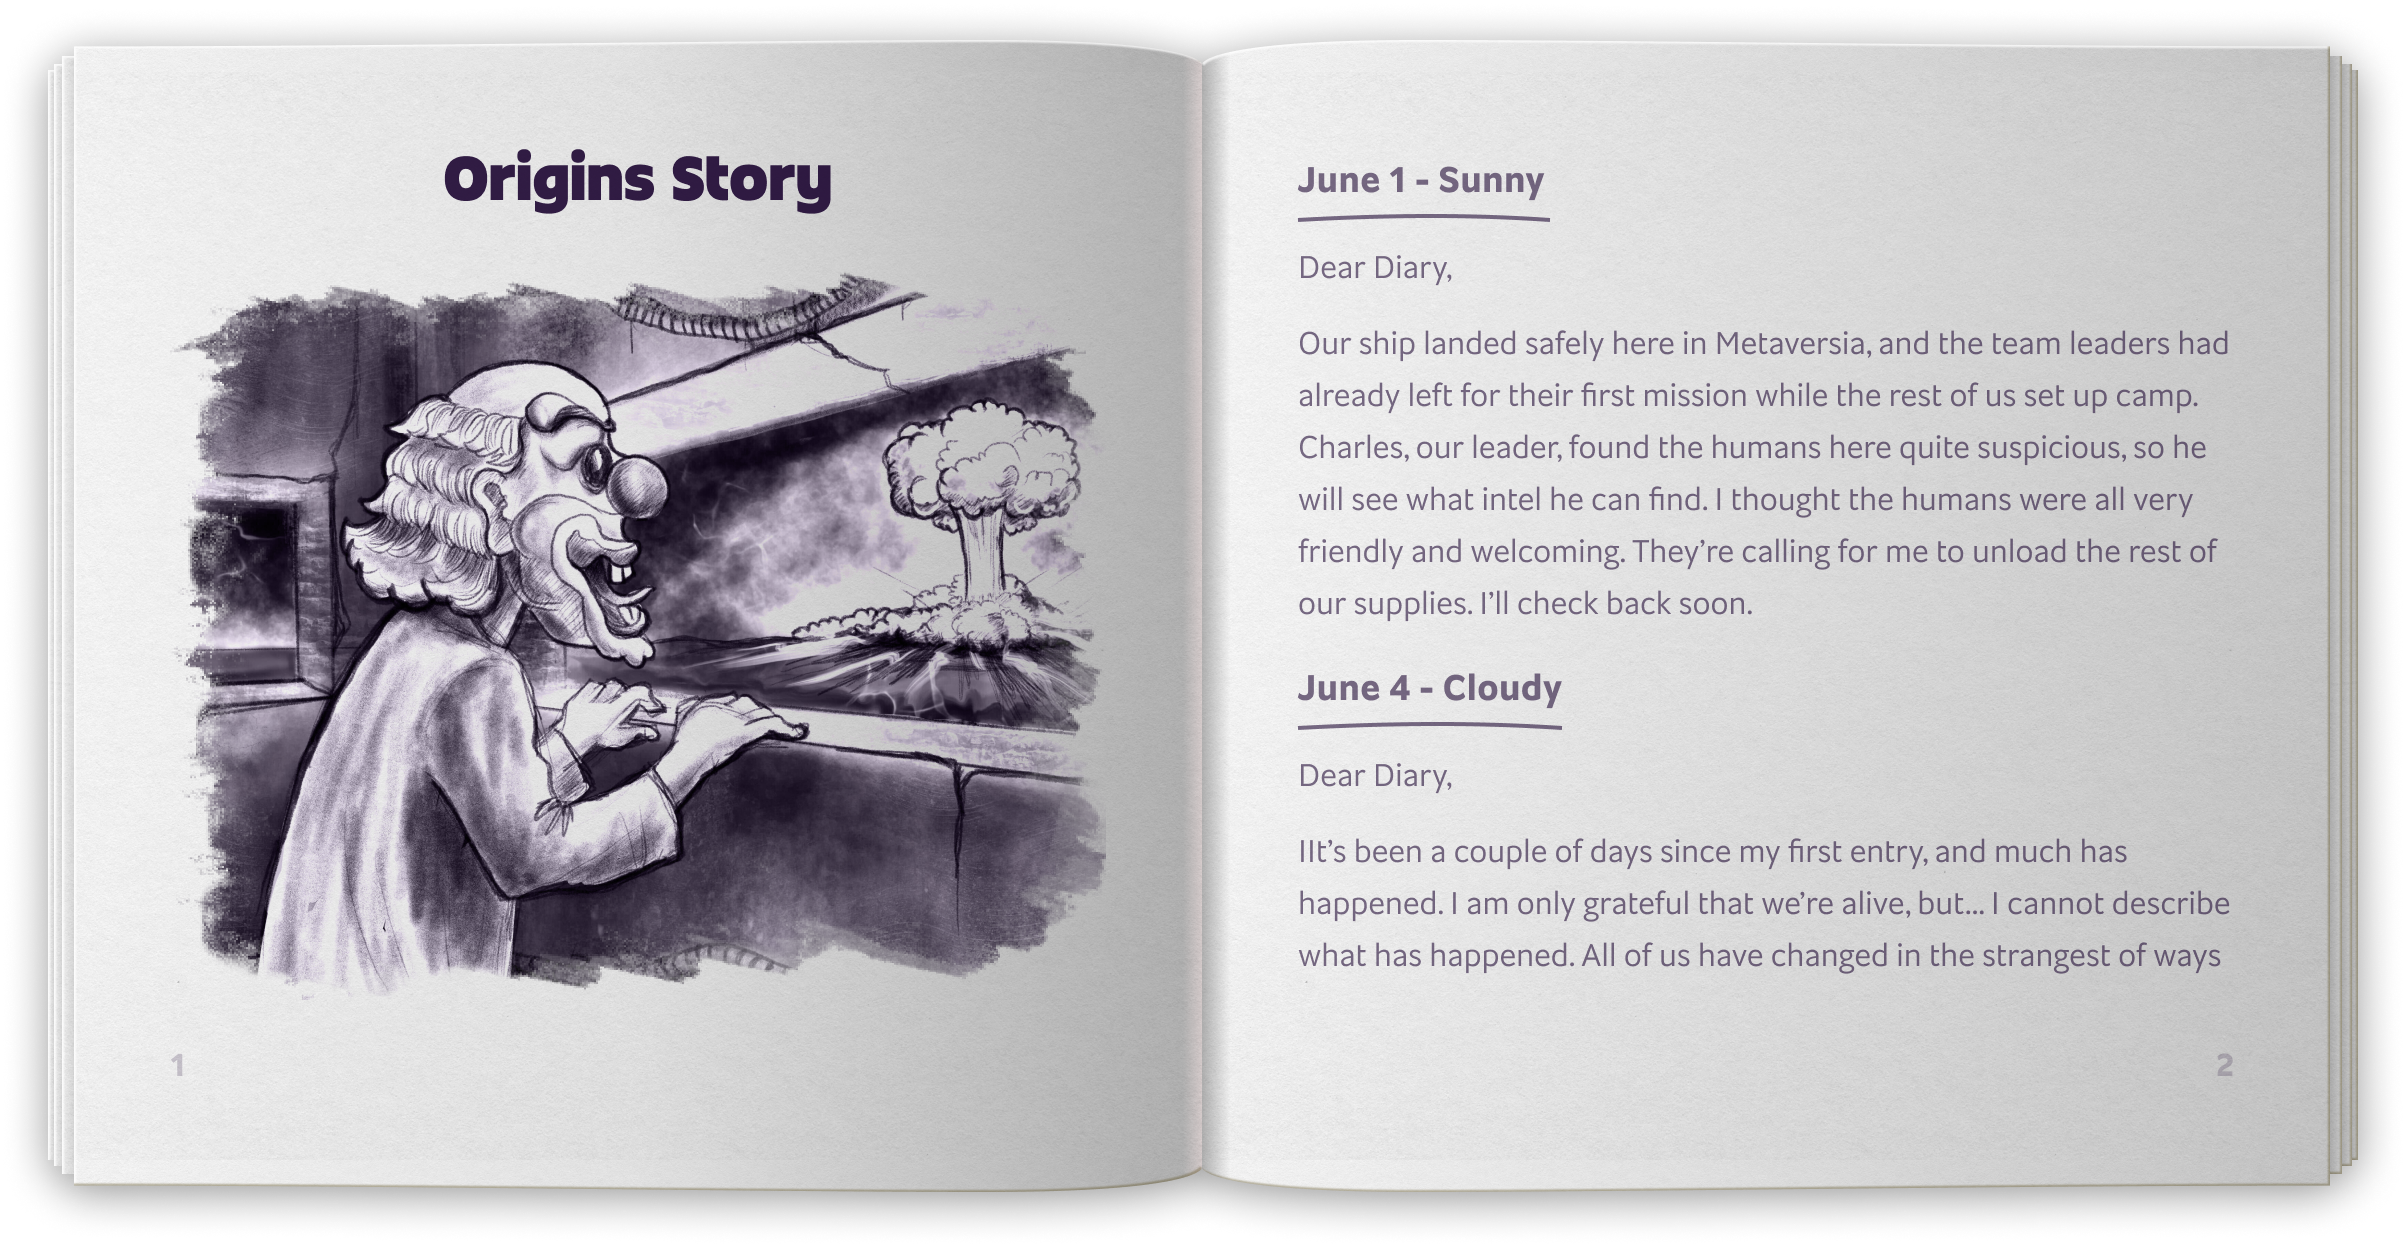 Origins Story
1
June 1 - Sunny
Dear Diary,
Our ship landed safely here in Metaversia, and the team leaders had
already left for their first mission while the rest of us set up camp.
Charles, our leader, found the humans here quite suspicious, so he
will see what intel he can find. I thought the humans were all very
friendly and welcoming. They’re calling for me to unload the rest of
our supplies. I’ll check back soon.
June 4 - Cloudy
Dear Diary,
IIt’s been a couple of days since my first entry, and much has
happened. I am only grateful that we’re alive, but... I cannot describe
what has happened. All of us have changed in the strangest of ways
2